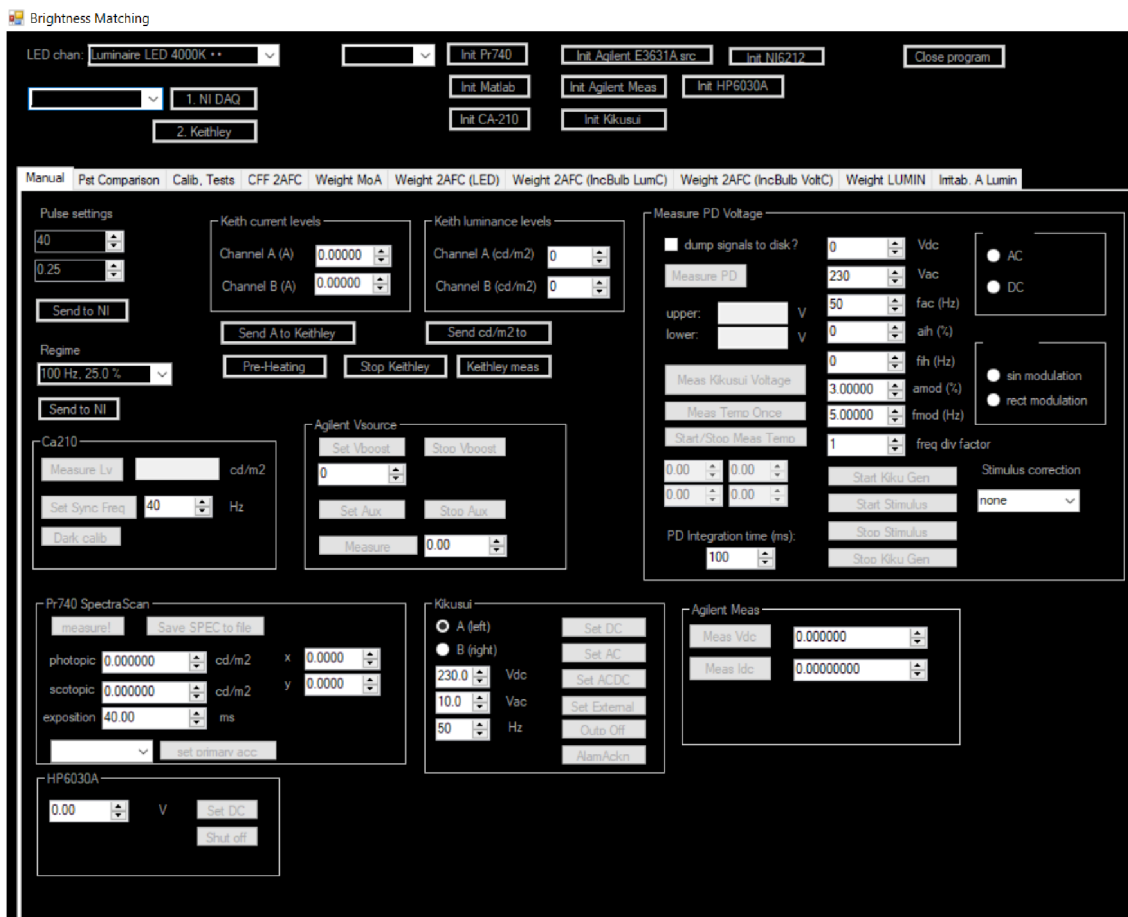 Brightness Matching
LED chan: Luminaire LED 4000K ••
Init Pr740
Init Agilent E3631A src
Init NI6212
Close program
Init Matlab
Init Agilent Meas
Init HP6030A
1. NI DAQ
Init CA-210
Init Kikusui
2. Keithley
Manual
Pst Comparison
Calib, Tests
CFF 2AFC
Weight MoA
Weight 2AFC (LED)
Weight 2AFC (IncBulb LumC)
Weight 2AFC (IncBulb VoltC)
Weight LUMIN
Irritab. A Lumin
Pulse settings
40
0.25
Send to NI
Regime
100 Hz, 25.0 %
Send to NI
Keith current levels
Channel A (A) 0.00000
Channel B (A) 0.00000
Send A to Keithley
Keith luminance levels
Channel A (cd/m2) 0
Channel B (cd/m2) 0
Send cd/m2 to
Pre-Heating
Stop Keithley
Keithley meas
Ca210
Measure Lv cd/m2
Set Sync Freq 40 Hz
Dark calib
Agilent Vsource
Set Vboost
Stop Vboost
0
Set Aux
Stop Aux
Measure 0.00
Measure PD Voltage
dump signals to disk?
Measure PD
upper: V
lower: V
Meas Kikusui Voltage
Meas Temp Once
Start/Stop Meas Temp
0.00 0.00
0.00 0.00
PD Integration time (ms):
100
0 Vdc
230 Vac
50 fac (Hz)
0 aih (%)
0 fih (Hz)
3.00000 amod (%)
5.00000 fmod (Hz)
1 freq div factor
Start Kiku Gen
Start Stimulus
Stop Stimulus
Stop Kiku Gen
AC
DC
sin modulation
rect modulation
Stimulus correction
none
Pr740 SpectraScan
measure!
Save SPEC to file
photopic 0.000000 cd/m2 x 0.0000
scotopic 0.000000 cd/m2 y 0.0000
exposition 40.00 ms
set primary acc
Kikusui
A (left)
B (right)
230.0 Vdc
10.0 Vac
50 Hz
Set DC
Set AC
Set ACDC
Set External
Outp Off
AlarnAckn
Agilent Meas
Meas Vdc 0.000000
Meas Idc 0.00000000
HP6030A
0.00 V
Set DC
Shut off